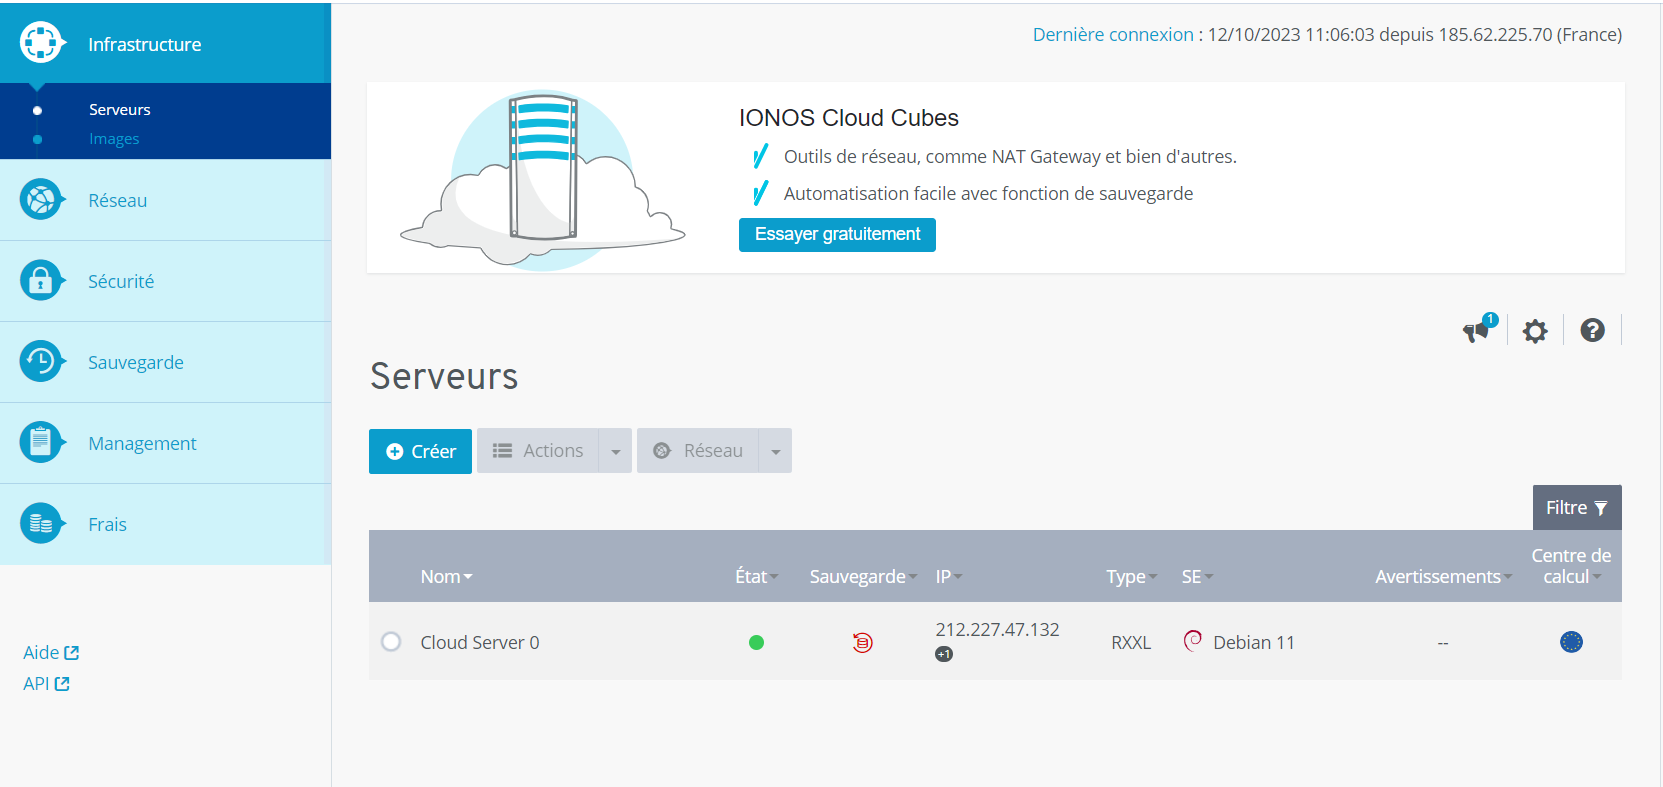 Infrastructure
Serveurs
Images
Réseau
Sécurité
Sauvegarde
Management
Frais
Aide
API
Dernière connexion : 12/10/2023 11:06:03 depuis 185.62.225.70 (France)
IONOS Cloud Cubes
Outils de réseau, comme NAT Gateway et bien d'autres.
Automatisation facile avec fonction de sauvegarde
Essayer gratuitement
1
Serveurs
Créer Actions Réseau
Filtre
Nom État Sauvegarde IP Type SE Avertissements Centre de calcul
Cloud Server 0 212.227.47.132 RXXL Debian 11 --
+1